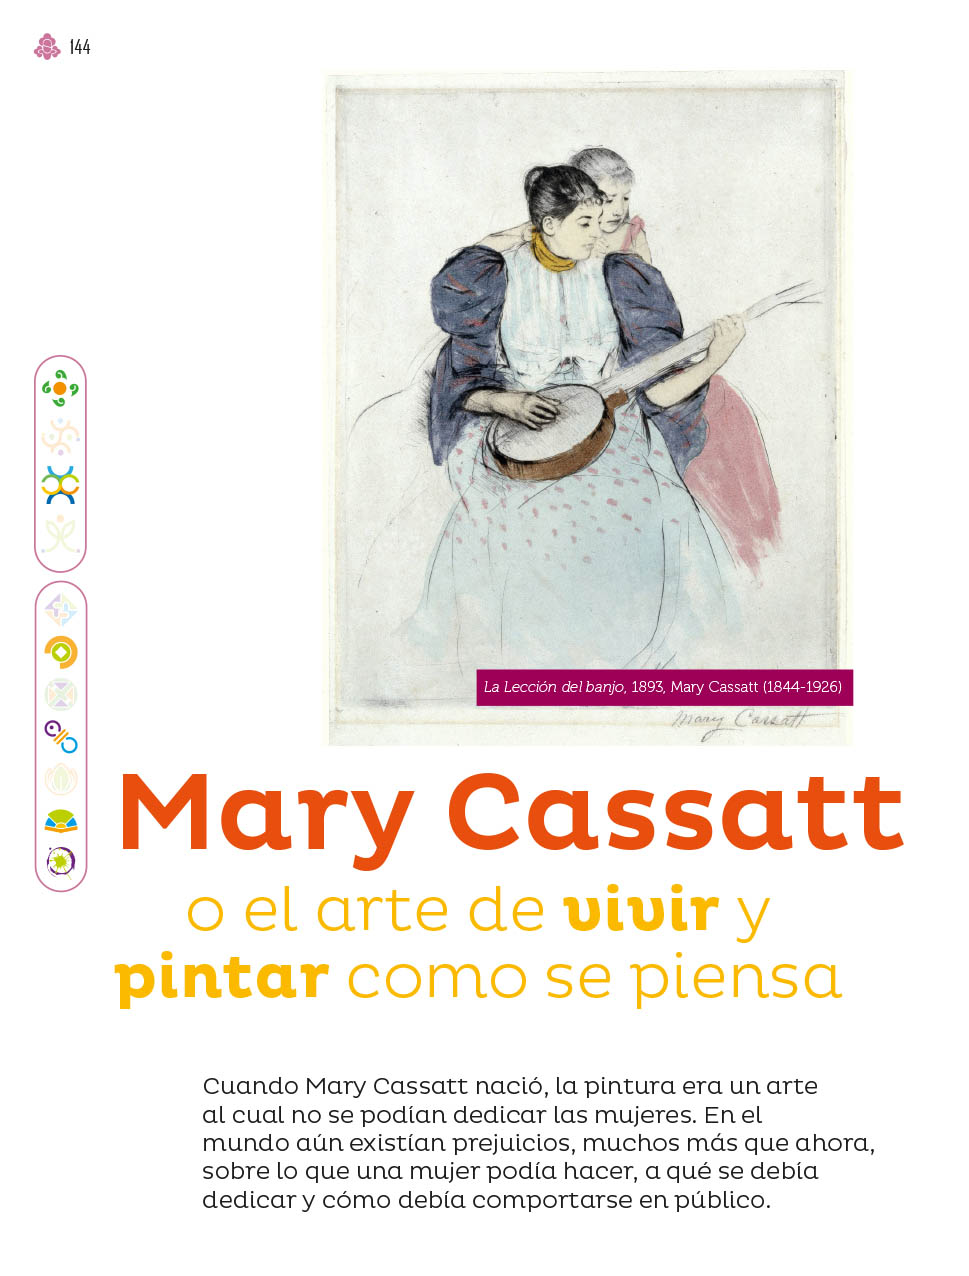 144
La Lección del banjo, 1893, Mary Cassatt (1844-1926)
Mary Cassatt
Mary Cassatt
o el arte de vivir y
pintar como se piensa
Cuando Mary Cassatt nació, la pintura era un arte
al cual no se podían dedicar las mujeres. En el
mundo aún existían prejuicios, muchos más que ahora,
sobre lo que una mujer podía hacer, a qué se debía
dedicar y cómo debía comportarse en público.